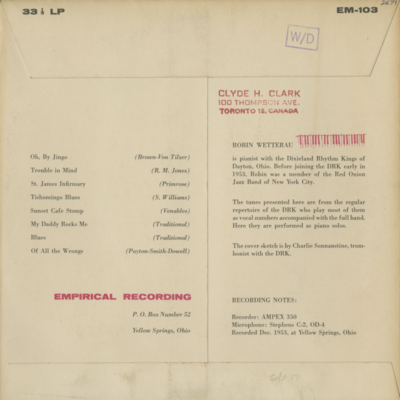 33 ⅓ LP
EM-103
W/D
CLYDE H. CLARK
100 THOMPSON AVE.
TORONTO 18, CANADA
Oh, By Jingo (Brown-Von Tilzer)
Trouble in Mind (R. M. Jones)
St. James Infirmary (Primrose)
Tishomingo Blues (S. Williams)
Sunset Cafe Stomp (Venables)
My Daddy Rocks Me (Traditional)
Blues (Traditional)
Of All the Wrongs (Payton-Smith-Dowell)
EMPIRICAL RECORDING
P. O. Box Number 52
Yellow Springs, Ohio
ROBIN WETTERAU
is pianist with the Dixieland Rhythm Kings of
Dayton, Ohio. Before joining the DRK early in
1953, Robin was a member of the Red Onion
Jazz Band of New York City.
The tunes presented here are from the regular
repertoire of the DRK who play most of them
as vocal numbers accompanied with the full band.
Here they are performed as piano solos.
The cover sketch is by Charlie Sonnanstine, trom-
bonist with the DRK.
RECORDING NOTES:
Recorder: AMPEX 350
Microphone: Stephens C-2, OD-4
Recorded Dec. 1953, at Yellow Springs, Ohio